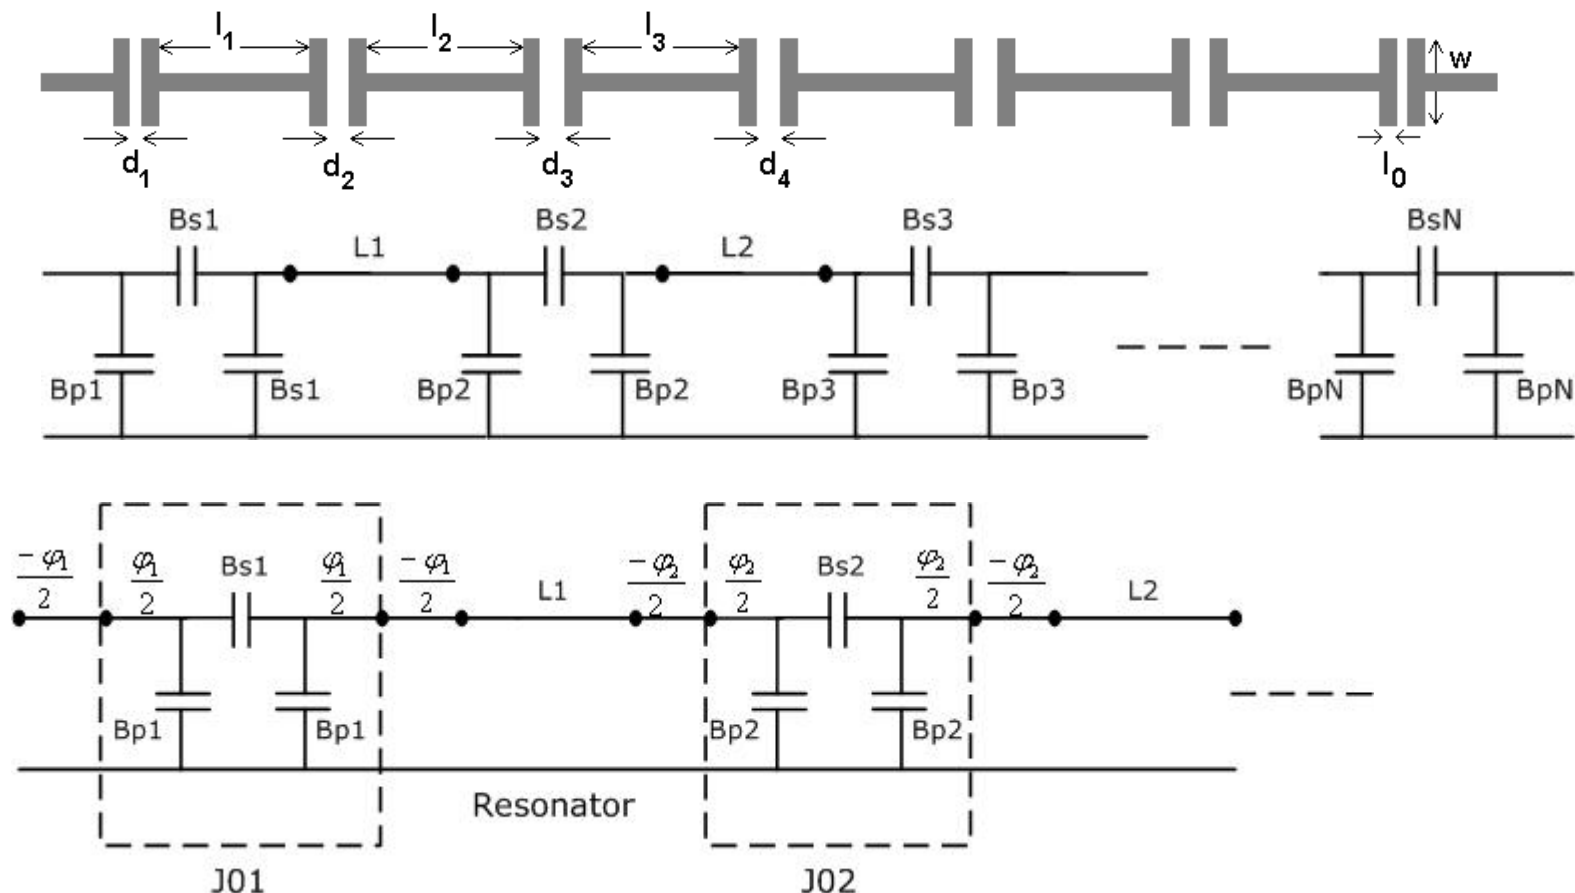 l₁ l₂ l₃ w
d₁ d₂ d₃ d₄ l₀
Bs1 Bs2 Bs3 BsN
L1 L2
Bp1 Bs1 Bp2 Bp2 Bp3 Bp3 BpN BpN
-φ₁/2 φ₁/2 Bs1 φ₁/2 -φ₁/2 L1 -φ₂/2 φ₂/2 Bs2 φ₂/2 -φ₂/2 L2
Bp1 Bp1 Bp2 Bp2
Resonator
J01 J02